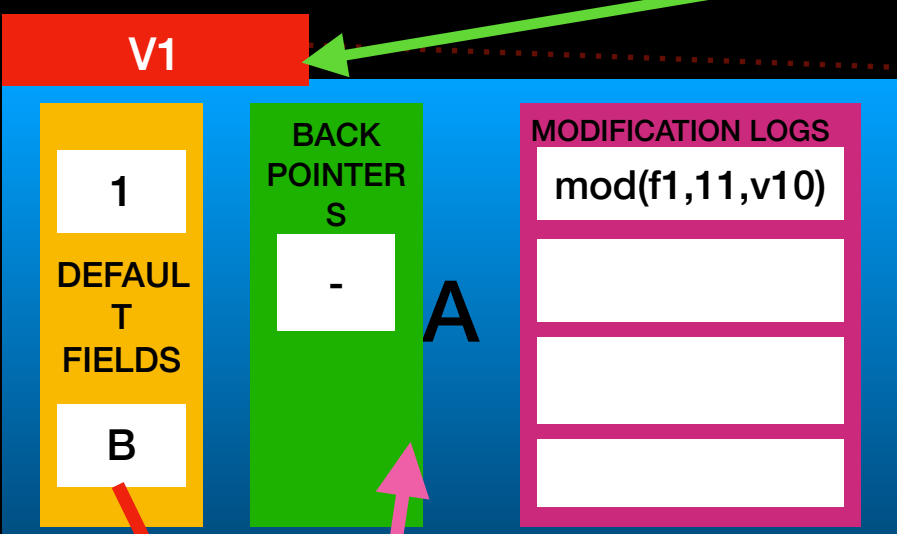 V1
1
DEFAUL
T
FIELDS
B
BACK
POINTER
S
-
A
MODIFICATION LOGS
mod(f1,11,v10)